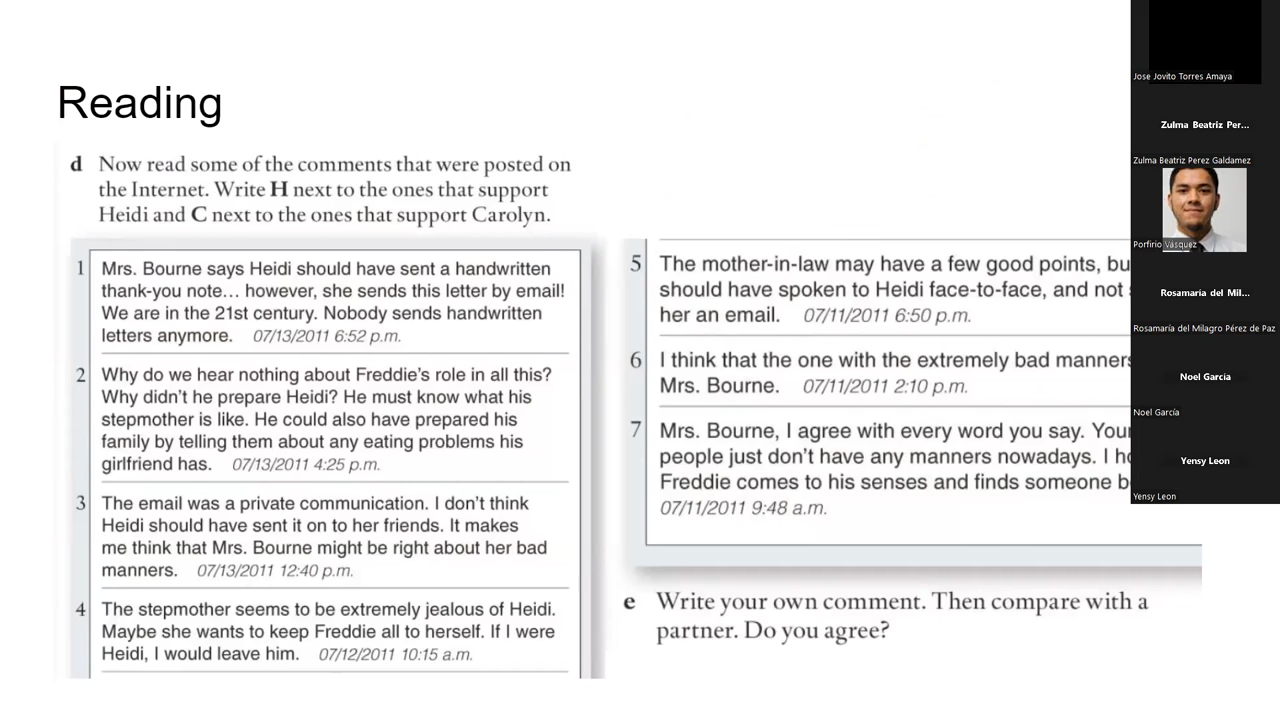 Reading
d Now read some of the comments that were posted on
the Internet. Write H next to the ones that support
Heidi and C next to the ones that support Carolyn.
1 Mrs. Bourne says Heidi should have sent a handwritten
thank-you note... however, she sends this letter by email!
We are in the 21st century. Nobody sends handwritten
letters anymore. 07/13/2011 6:52 p.m.
2 Why do we hear nothing about Freddie's role in all this?
Why didn't he prepare Heidi? He must know what his
stepmother is like. He could also have prepared his
family by telling them about any eating problems his
girlfriend has. 07/13/2011 4:25 p.m.
3 The email was a private communication. I don't think
Heidi should have sent it on to her friends. It makes
me think that Mrs. Bourne might be right about her bad
manners. 07/13/2011 12:40 p.m.
4 The stepmother seems to be extremely jealous of Heidi.
Maybe she wants to keep Freddie all to herself. If I were
Heidi, I would leave him. 07/12/2011 10:15 a.m.
5 The mother-in-law may have a few good points, bu
should have spoken to Heidi face-to-face, and not
her an email. 07/11/2011 6:50 p.m.
6 I think that the one with the extremely bad manners
Mrs. Bourne. 07/11/2011 2:10 p.m.
7 Mrs. Bourne, I agree with every word you say. Your
people just don't have any manners nowadays. I ho
Freddie comes to his senses and finds someone b
07/11/2011 9:48 a.m.
e Write your own comment. Then compare with a
partner. Do you agree?
Jose Jovito Torres Amaya
Zulma Beatriz Per...
Zulma Beatriz Perez Galdamez
Porfirio Vásquez
Rosamaría del Mil...
Rosamaría del Milagro Pérez de Paz
Noel García
Noel García
Yensy Leon
Yensy Leon